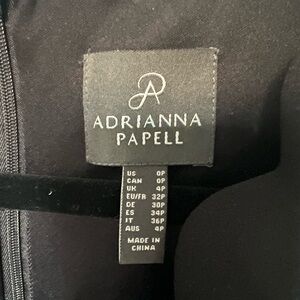 ADRIANNA
PAPELL
US 0P
CAN 0P
UK 4P
EU/FR 32P
DE 30P
ES 34P
IT 36P
AUS 4P
MADE IN
CHINA